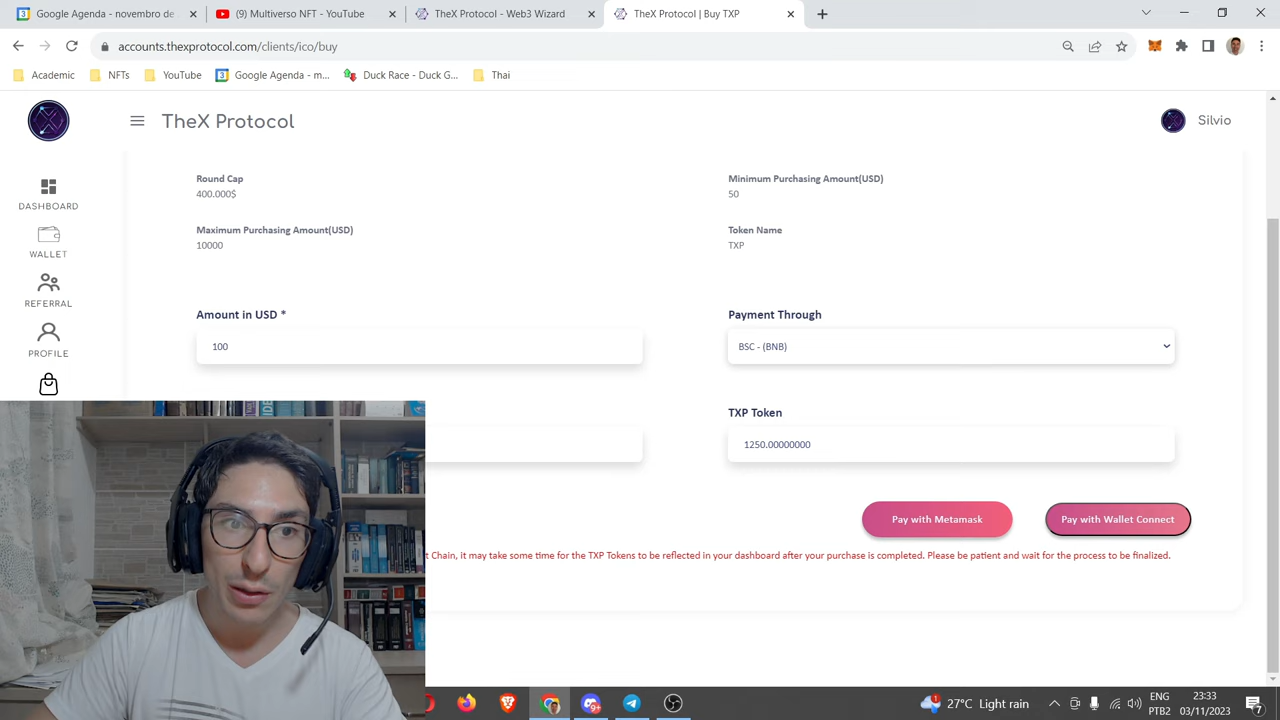 Google Agenda - novembro de
Multiverso NFT - YouTube
TheX Protocol - Web3 Wizard
TheX Protocol | Buy TXP
accounts.thexprotocol.com/clients/ico/buy
Academic
NFTs
YouTube
Google Agenda - m...
Duck Race - Duck G...
Thai
TheX Protocol
Silvio
DASHBOARD
WALLET
REFERRAL
PROFILE
Round Cap
400.000$
Minimum Purchasing Amount(USD)
50
Maximum Purchasing Amount(USD)
10000
Token Name
TXP
Amount in USD *
100
Payment Through
BSC - (BNB)
TXP Token
1250.00000000
Pay with Metamask
Pay with Wallet Connect
t Chain, it may take some time for the TXP Tokens to be reflected in your dashboard after your purchase is completed. Please be patient and wait for the process to be finalized.
1
27°C Light rain
ENG
PTB2
23:33
03/11/2023
7